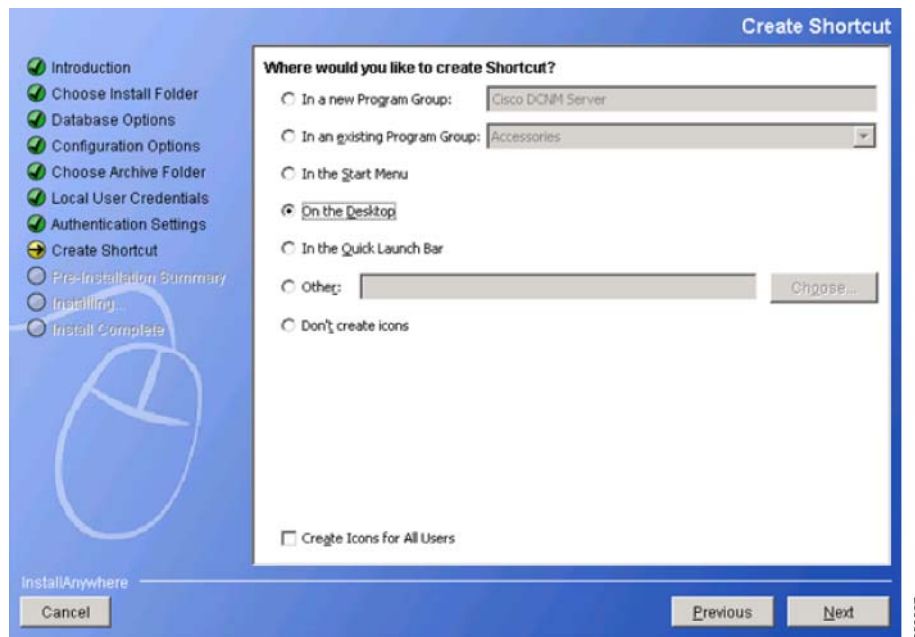 Create Shortcut
Introduction
Choose Install Folder
Database Options
Configuration Options
Choose Archive Folder
Local User Credentials
Authentication Settings
Create Shortcut
Pre-Installation Summary
Installing...
Install Complete
Where would you like to create Shortcut?
In a new Program Group: Cisco DCNM Server
In an existing Program Group: Accessories
In the Start Menu
On the Desktop
In the Quick Launch Bar
Other: Choose...
Don't create icons
Create Icons for All Users
InstallAnywhere
Cancel Previous Next